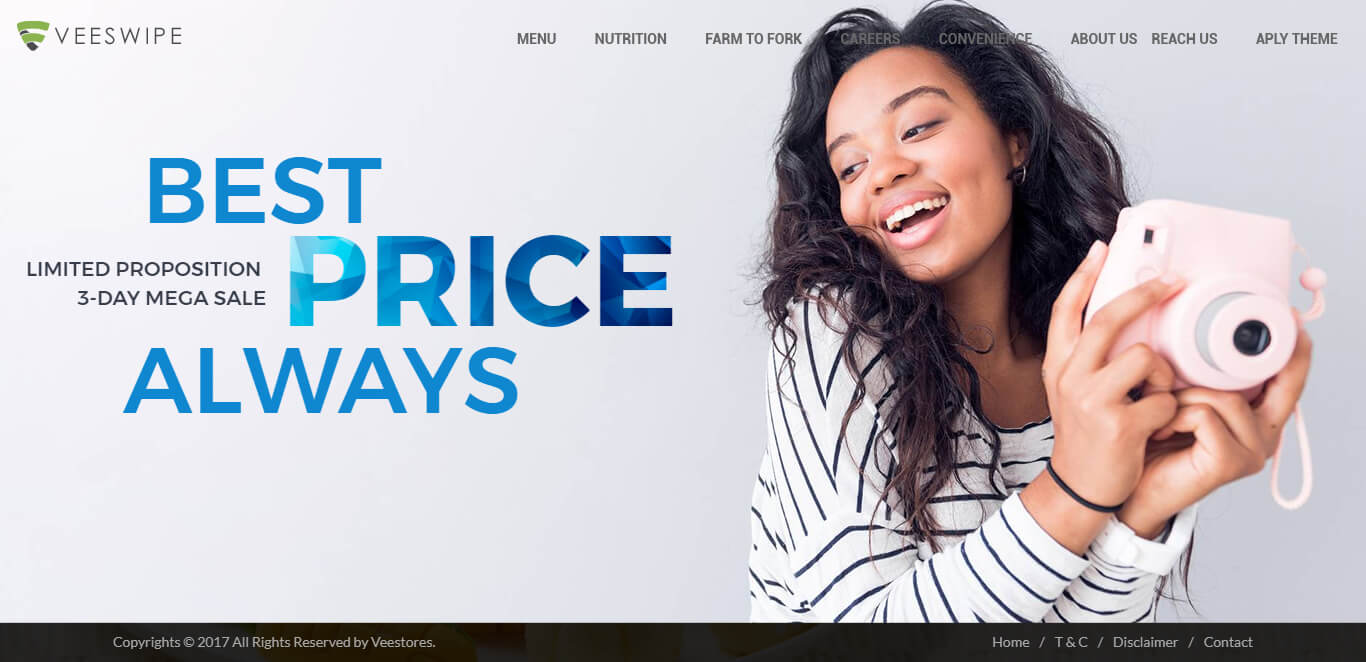 VEESWIPE
MENU NUTRITION FARM TO FORK CAREERS CONVENIENCE ABOUT US REACH US APLY THEME
BEST
LIMITED PROPOSITION
3-DAY MEGA SALE
PRICE
ALWAYS
Copyrights © 2017 All Rights Reserved by Veestores.
Home / T & C / Disclaimer / Contact